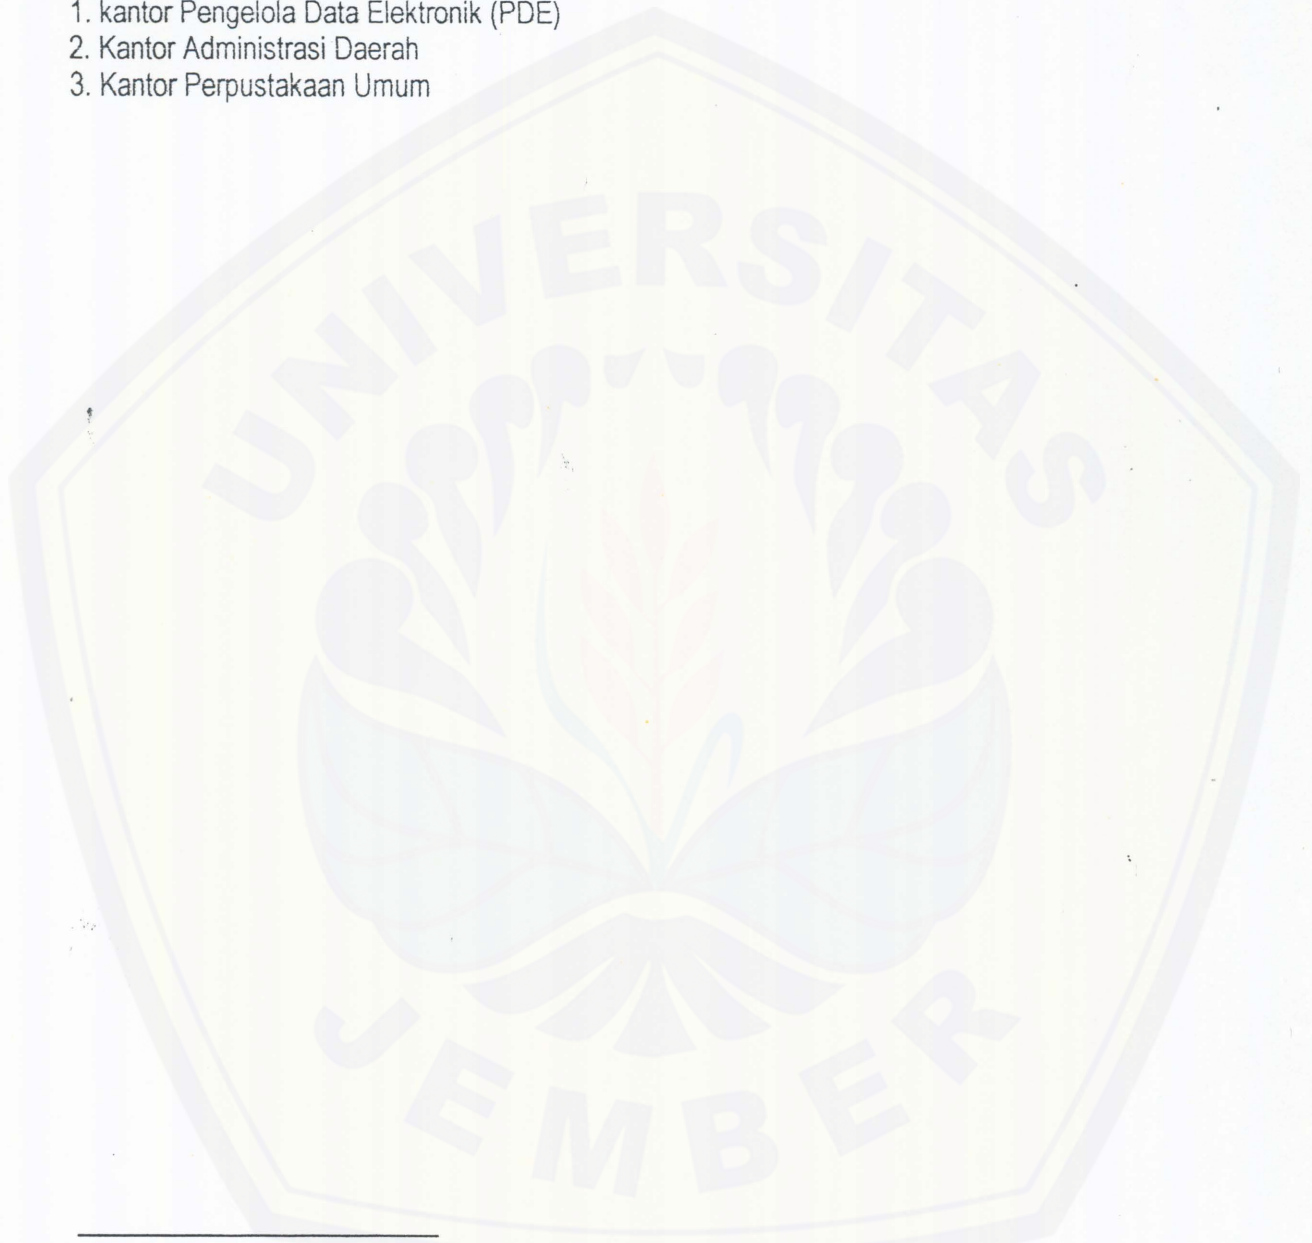 1. kantor Pengelola Data Elektronik (PDE)
2. Kantor Administrasi Daerah
3. Kantor Perpustakaan Umum
UNIVERSITAS
JEMBER